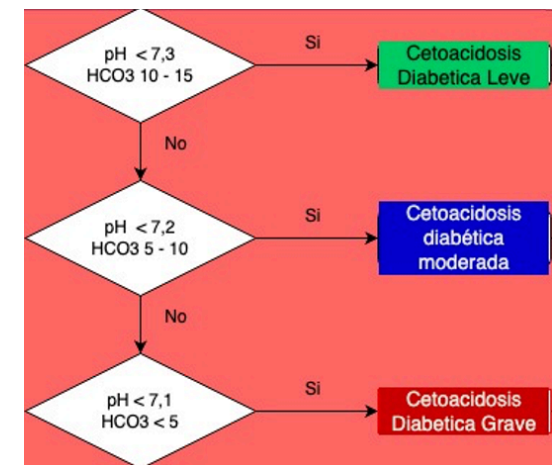 pH < 7,3
HCO3 10 - 15
Si
Cetoacidosis
Diabetica Leve
No
pH < 7,2
HCO3 5 - 10
Si
Cetoacidosis
diabética
moderada
No
pH < 7,1
HCO3 < 5
Si
Cetoacidosis
Diabetica Grave